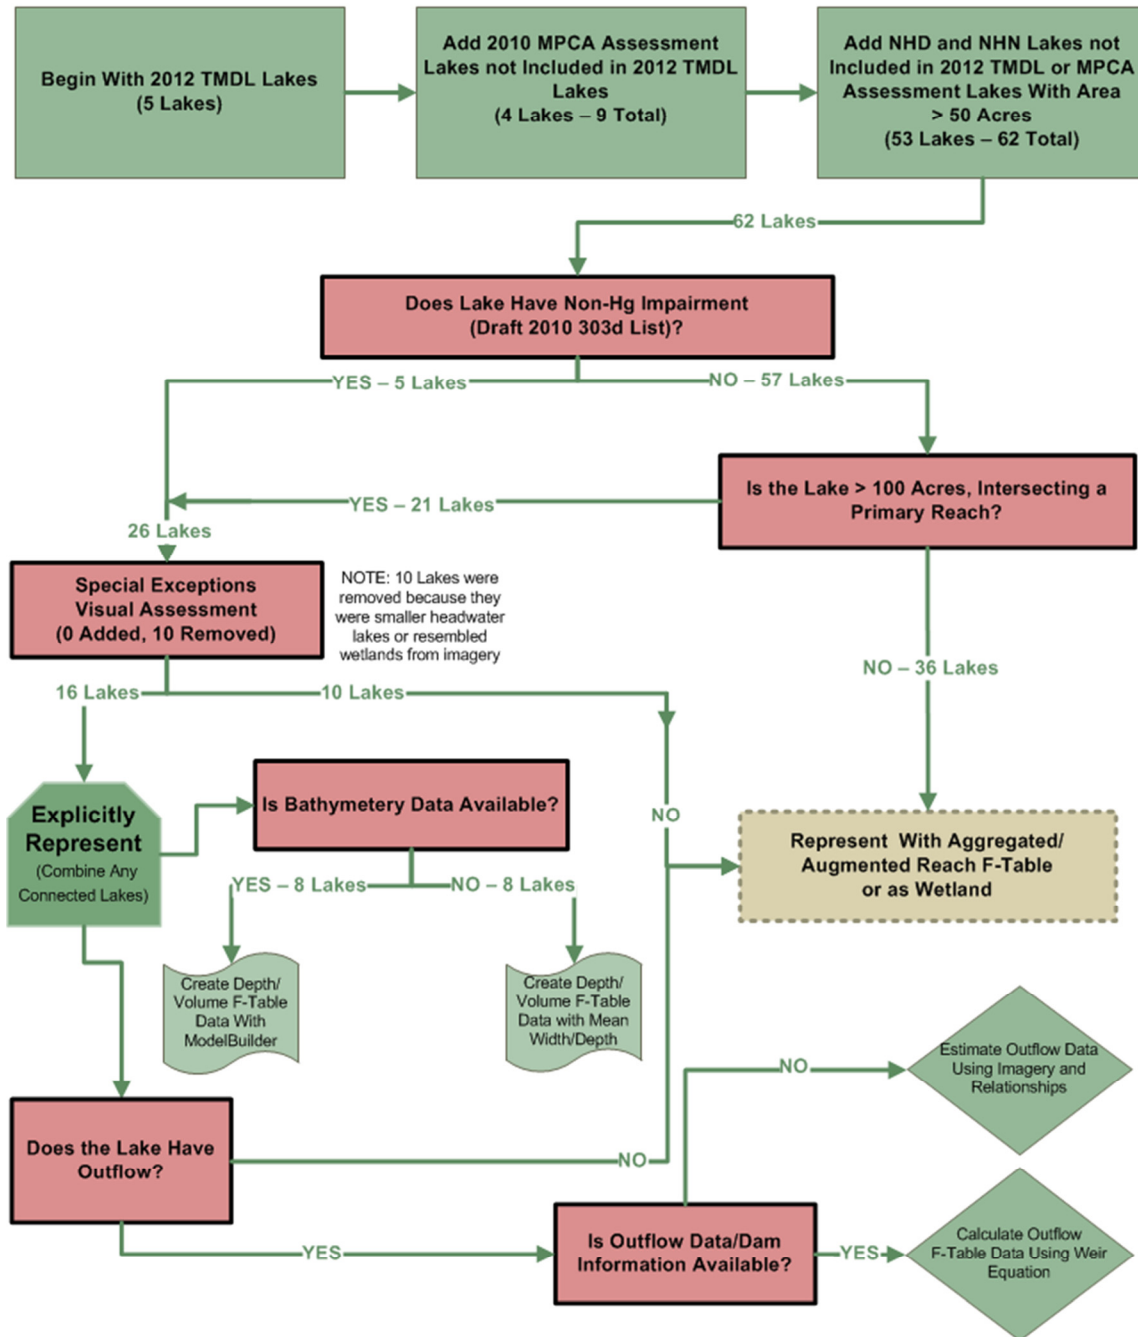 Begin With 2012 TMDL Lakes
(5 Lakes)
Add 2010 MPCA Assessment
Lakes not Included in 2012 TMDL
Lakes
(4 Lakes – 9 Total)
Add NHD and NHN Lakes not
Included in 2012 TMDL or MPCA
Assessment Lakes With Area
> 50 Acres
(53 Lakes – 62 Total)
62 Lakes
Does Lake Have Non-Hg Impairment
(Draft 2010 303d List)?
YES – 5 Lakes
NO – 57 Lakes
Is the Lake > 100 Acres, Intersecting a
Primary Reach?
YES – 21 Lakes
26 Lakes
Special Exceptions
Visual Assessment
(0 Added, 10 Removed)
NOTE: 10 Lakes were
removed because they
were smaller headwater
lakes or resembled
wetlands from imagery
NO – 36 Lakes
16 Lakes
10 Lakes
Explicitly
Represent
(Combine Any
Connected Lakes)
Is Bathymetery Data Available?
NO
Represent With Aggregated/
Augmented Reach F-Table
or as Wetland
YES – 8 Lakes
NO – 8 Lakes
Create Depth/
Volume F-Table
Data With
ModelBuilder
Create Depth/
Volume F-Table
Data with Mean
Width/Depth
Estimate Outflow Data
Using Imagery and
Relationships
NO
Does the Lake Have
Outflow?
NO
YES
Is Outflow Data/Dam
Information Available?
YES
Calculate Outflow
F-Table Data Using Weir
Equation